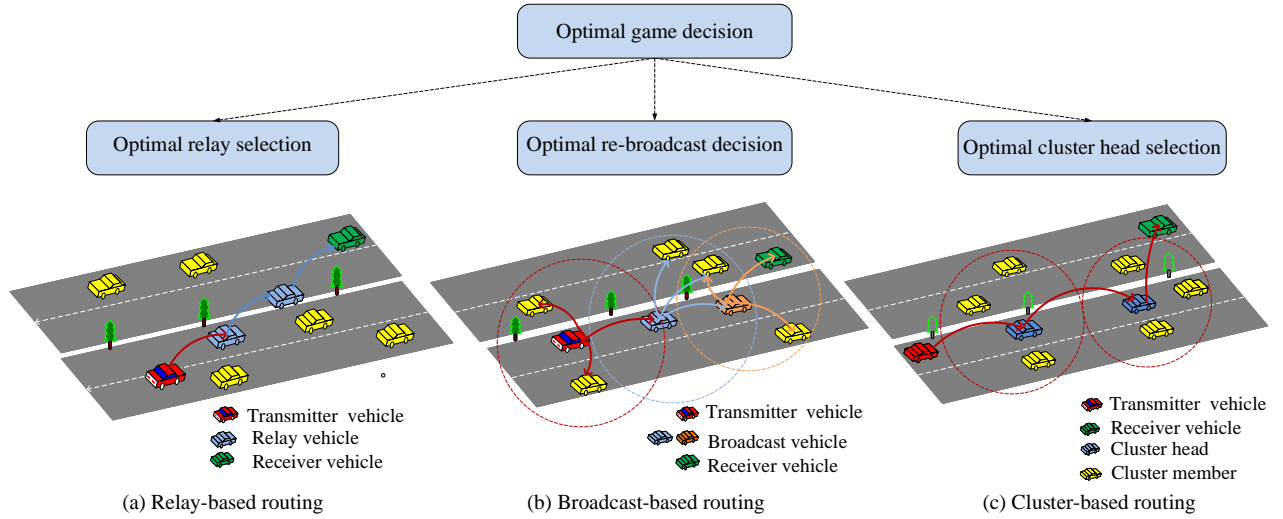 Optimal game decision
Optimal relay selection
Optimal re-broadcast decision
Optimal cluster head selection
Transmitter vehicle
Relay vehicle
Receiver vehicle
Transmitter vehicle
Broadcast vehicle
Receiver vehicle
Transmitter vehicle
Receiver vehicle
Cluster head
Cluster member
(a) Relay-based routing
(b) Broadcast-based routing
(c) Cluster-based routing